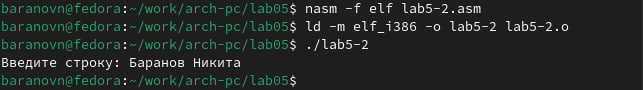 baranovn@fedora:~/work/arch-pc/lab05$ nasm -f elf lab5-2.asm
baranovn@fedora:~/work/arch-pc/lab05$ ld -m elf_i386 -o lab5-2 lab5-2.o
baranovn@fedora:~/work/arch-pc/lab05$ ./lab5-2
Введите строку: Баранов Никита
baranovn@fedora:~/work/arch-pc/lab05$